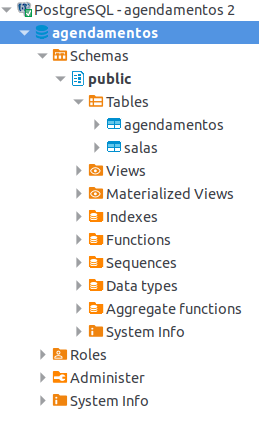 PostgreSQL - agendamentos 2
agendamentos
Schemas
public
Tables
agendamentos
salas
Views
Materialized Views
Indexes
Functions
Sequences
Data types
Aggregate functions
System Info
Roles
Administer
System Info